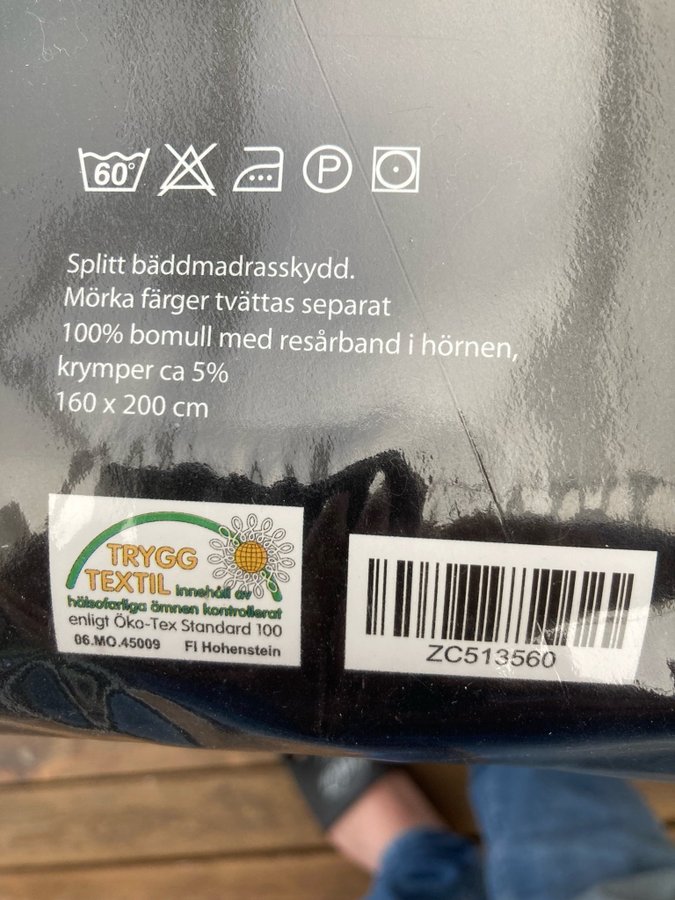 60°
P
Splitt bäddmadrasskydd.
Mörka färger tvättas separat
100% bomull med resårband i hörnen,
krymper ca 5%
160 x 200 cm
TRYGG
TEXTIL Innehåll av
hälsofarliga ämnen kontrollerat
enligt Öko-Tex Standard 100
06.MO.45009 FI Hohenstein
ZC513560